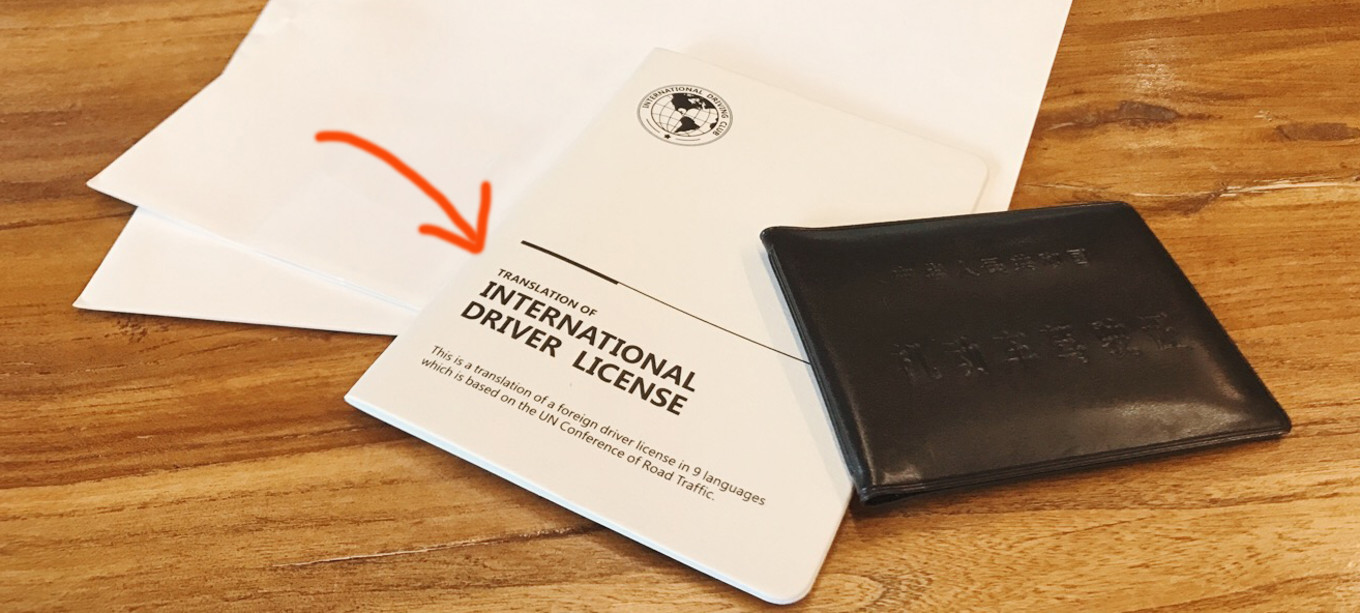 INTERNATIONAL DRIVING CLUB
TRANSLATION OF
INTERNATIONAL
DRIVER LICENSE
This is a translation of a foreign driver license in 9 languages
which is based on the UN Conference of Road Traffic.
中华人民共和国
机动车驾驶证